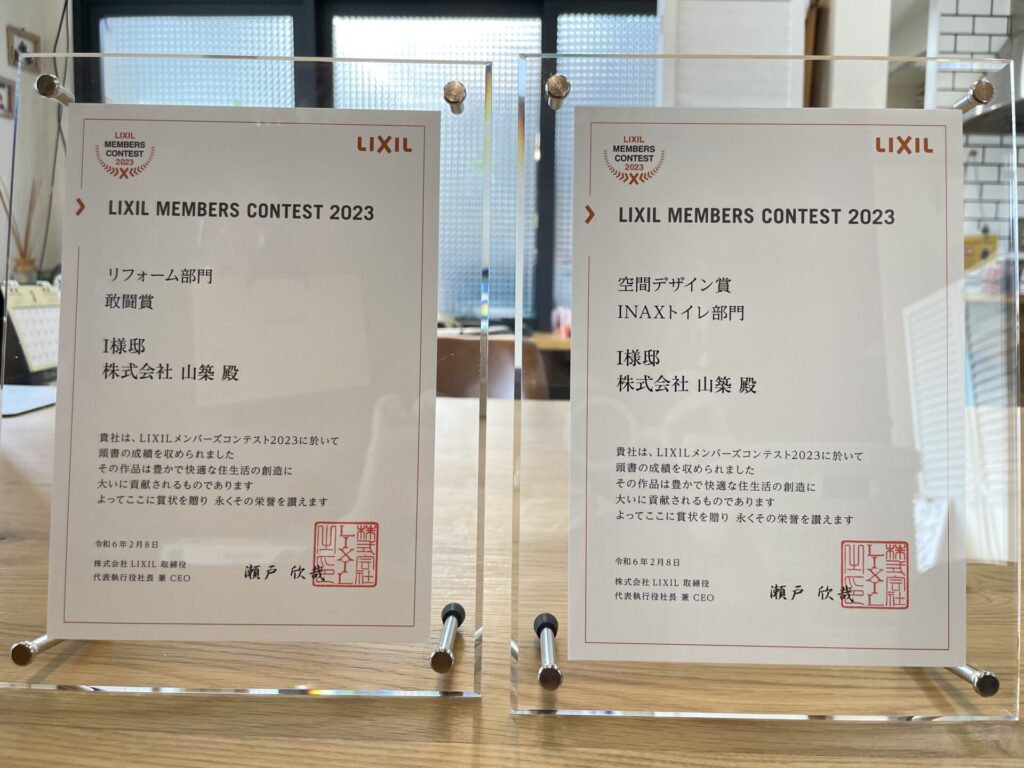 LIXIL
MEMBERS
CONTEST
2023
LIXIL
LIXIL MEMBERS CONTEST 2023
リフォーム部門
敢闘賞
I様邸
株式会社 山築 殿
貴社は、LIXILメンバーズコンテスト2023に於いて
頭書の成績を収められました
その作品は豊かで快適な住生活の創造に
大いに貢献されるものであります
よってここに賞状を贈り 永くその栄誉を讃えます
令和6年2月8日
株式会社 LIXIL 取締役
代表執行役社長 兼 CEO
瀬戸 欣哉
株式会社
LIXIL
之印
LIXIL
MEMBERS
CONTEST
2023
LIXIL
LIXIL MEMBERS CONTEST 2023
空間デザイン賞
INAXトイレ部門
I様邸
株式会社 山築 殿
貴社は、LIXILメンバーズコンテスト2023に於いて
頭書の成績を収められました
その作品は豊かで快適な住生活の創造に
大いに貢献されるものであります
よってここに賞状を贈り 永くその栄誉を讃えます
令和6年2月8日
株式会社 LIXIL 取締役
代表執行役社長 兼 CEO
瀬戸 欣哉
株式会社
LIXIL
之印